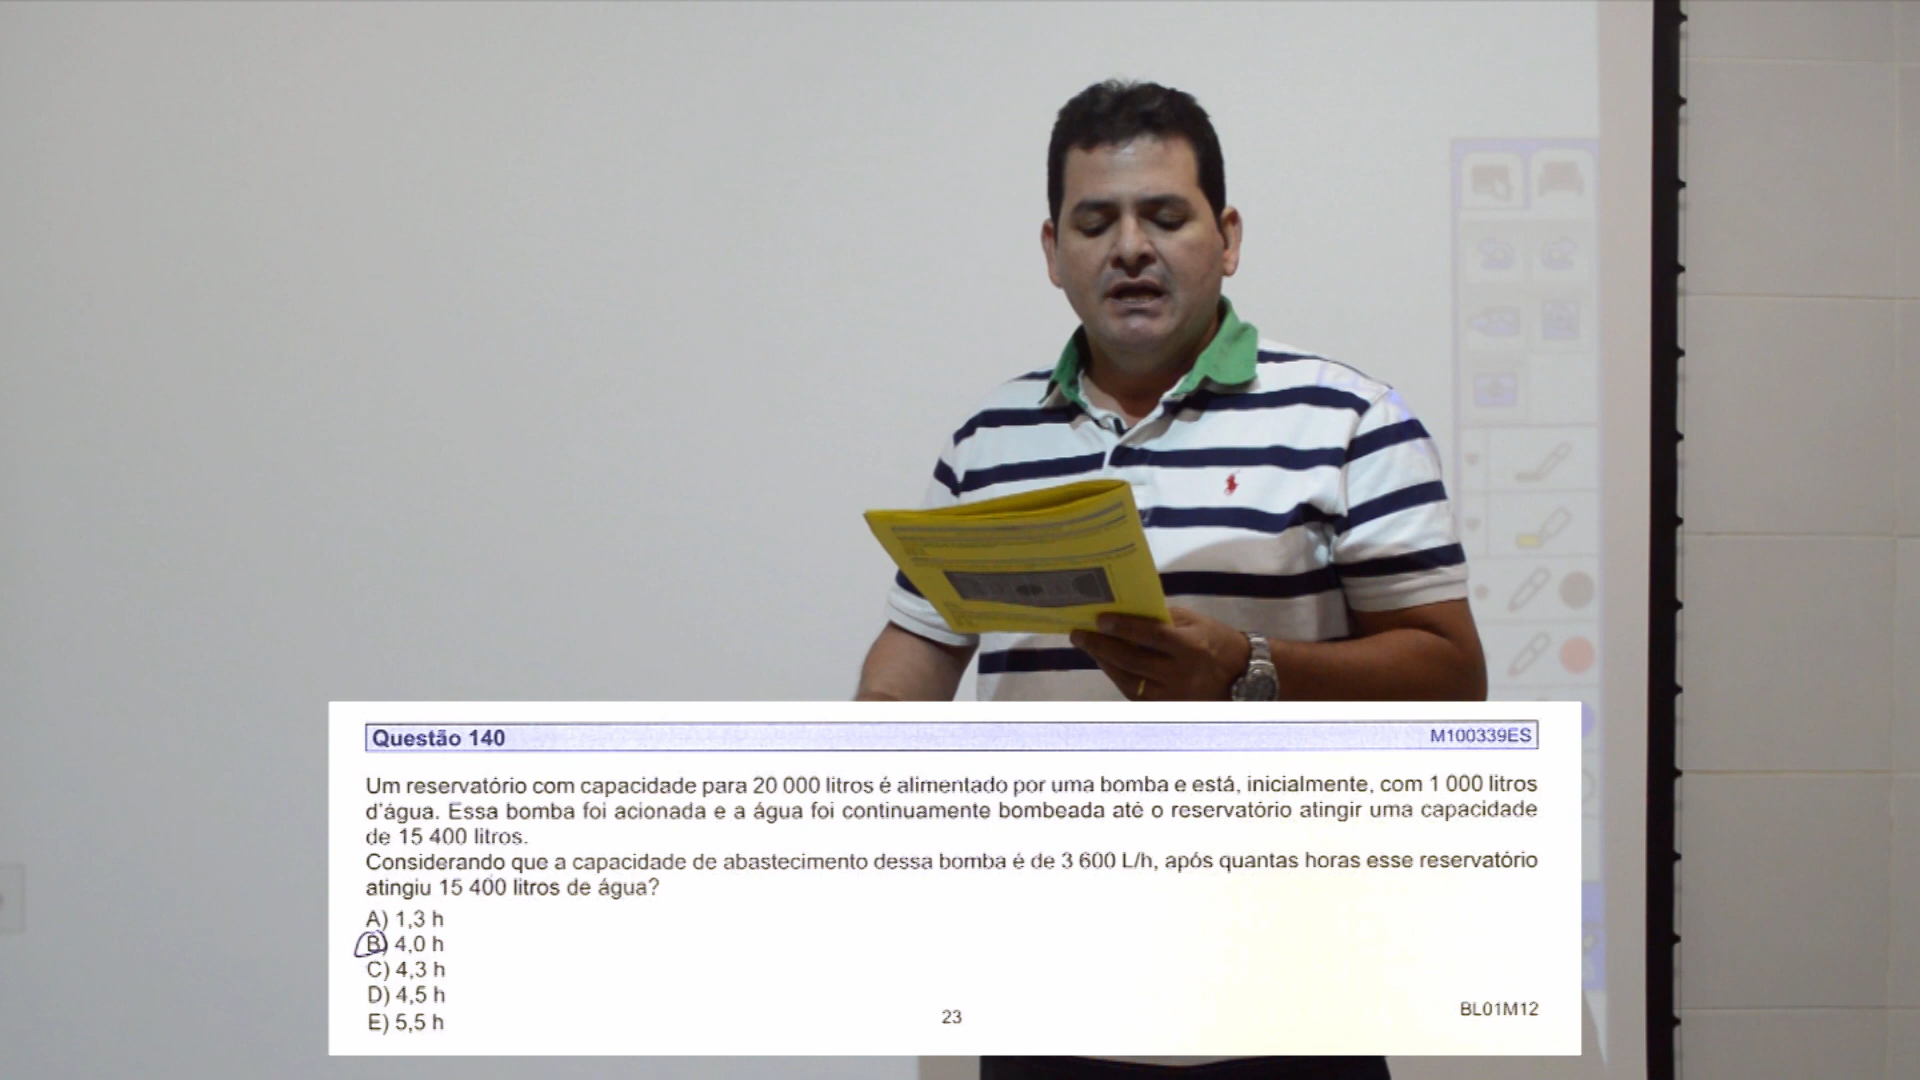 Questão 140
M100339ES
Um reservatório com capacidade para 20 000 litros é alimentado por uma bomba e está, inicialmente, com 1 000 litros
d'água. Essa bomba foi acionada e a água foi continuamente bombeada até o reservatório atingir uma capacidade
de 15 400 litros.
Considerando que a capacidade de abastecimento dessa bomba é de 3 600 L/h, após quantas horas esse reservatório
atingiu 15 400 litros de água?
A) 1,3 h
B) 4,0 h
C) 4,3 h
D) 4,5 h
E) 5,5 h
23
BL01M12